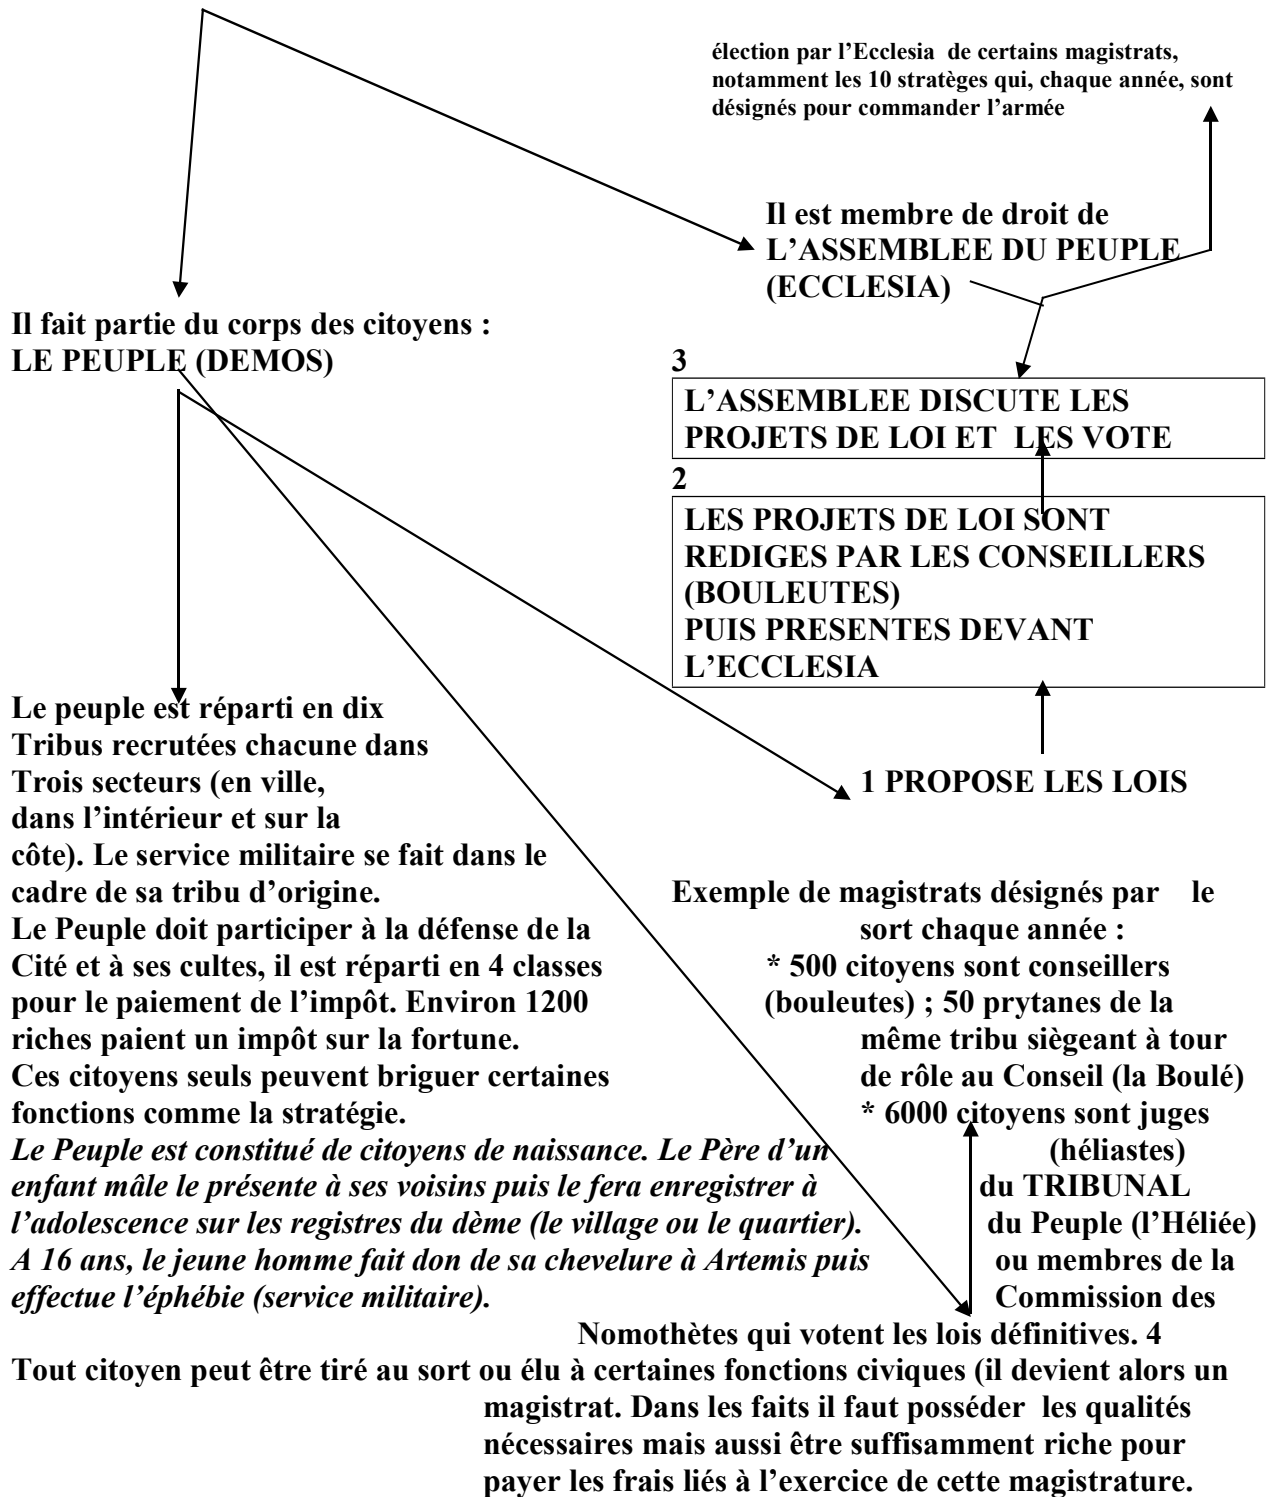 élection par l’Ecclesia de certains magistrats,
notamment les 10 stratèges qui, chaque année, sont
désignés pour commander l’armée
Il est membre de droit de
L’ASSEMBLEE DU PEUPLE
(ECCLESIA)
Il fait partie du corps des citoyens :
LE PEUPLE (DEMOS)
3
L’ASSEMBLEE DISCUTE LES
PROJETS DE LOI ET LES VOTE
2
LES PROJETS DE LOI SONT
REDIGES PAR LES CONSEILLERS
(BOULEUTES)
PUIS PRESENTES DEVANT
L’ECCLESIA
1 PROPOSE LES LOIS
Le peuple est réparti en dix
Tribus recrutées chacune dans
Trois secteurs (en ville,
dans l’intérieur et sur la
côte). Le service militaire se fait dans le
cadre de sa tribu d’origine.
Le Peuple doit participer à la défense de la
Cité et à ses cultes, il est réparti en 4 classes
pour le paiement de l’impôt. Environ 1200
riches paient un impôt sur la fortune.
Ces citoyens seuls peuvent briguer certaines
fonctions comme la stratégie.
Le Peuple est constitué de citoyens de naissance. Le Père d’un
enfant mâle le présente à ses voisins puis le fera enregistrer à
l’adolescence sur les registres du dème (le village ou le quartier).
A 16 ans, le jeune homme fait don de sa chevelure à Artemis puis
effectue l’éphébie (service militaire).
Exemple de magistrats désignés par le
sort chaque année :
* 500 citoyens sont conseillers
(bouleutes) ; 50 prytanes de la
même tribu siègeant à tour
de rôle au Conseil (la Boulé)
* 6000 citoyens sont juges
(héliastes)
du TRIBUNAL
du Peuple (l’Héliée)
ou membres de la
Commission des
Nomothètes qui votent les lois définitives. 4
Tout citoyen peut être tiré au sort ou élu à certaines fonctions civiques (il devient alors un
magistrat. Dans les faits il faut posséder les qualités
nécessaires mais aussi être suffisamment riche pour
payer les frais liés à l’exercice de cette magistrature.